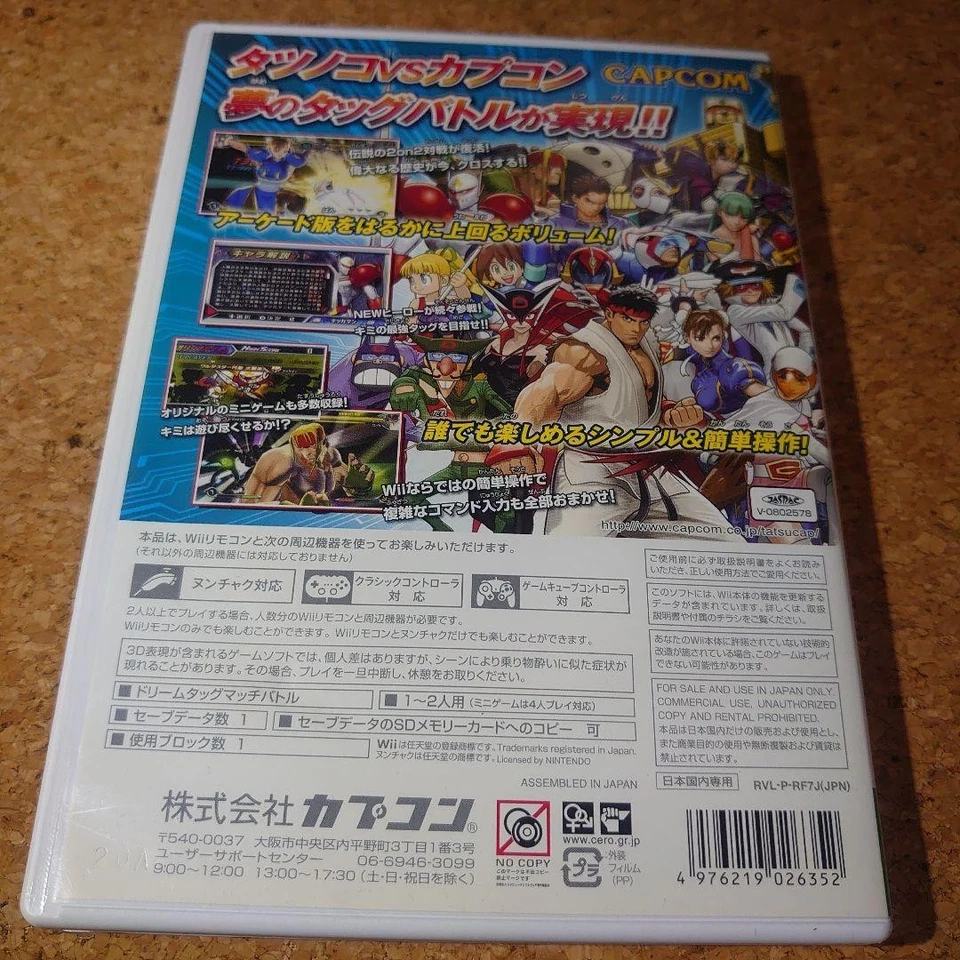 タツノコVSカプコン
CAPCOM
夢のタッグバトルが実現!!
伝説の2on2対戦が復活!
偉大なる歴史が今、クロスする!!
アーケード版をはるかに上回るボリューム!
キャラ解説
NEWヒーローが続々参戦!
キミの最強タッグを目指せ!!
オリジナルのミニゲームも多数収録!
キミは遊び尽くせるか!?
誰でも楽しめるシンプル&簡単操作!
Wiiならではの簡単操作で
複雑なコマンド入力も全部おまかせ!
JASRAC
V-0802578
http://www.capcom.co.jp/tatsucap/
本品は、Wiiリモコンと次の周辺機器を使ってお楽しみいただけます。
(それ以外の周辺機器には対応しておりません)
ヌンチャク対応
クラシックコントローラ
対応
ゲームキューブコントローラ
対応
2人以上でプレイする場合、人数分のWiiリモコンと周辺機器が必要です。
Wiiリモコンのみでも楽しむことができます。Wiiリモコンとヌンチャクだけでも楽しむことができます。
3D表現が含まれるゲームソフトでは、個人差はありますが、シーンにより乗り物酔いに似た症状が
現れることがあります。その場合、プレイを一旦中断し、休憩をお取りください。
■ドリームタッグマッチバトル
■1~2人用(ミニゲームは4人プレイ対応)
■セーブデータ数 1
■セーブデータのSDメモリーカードへのコピー 可
■使用ブロック数 1
Wiiは任天堂の登録商標です。Trademarks registered in Japan.
ヌンチャクは任天堂の商標です。Licensed by NINTENDO
ご使用前に必ず取扱説明書をよくお読み
いただき、正しい使用方法でご愛用ください。
このソフトには、Wii本体の機能を更新する
データが含まれています。詳しくは、取扱
説明書や付属のチラシをご覧ください。
あなたのWii本体に許諾されていない技術的
改造が施されている場合、このゲームはプレイ
できない可能性があります。
FOR SALE AND USE IN JAPAN ONLY.
COMMERCIAL USE, UNAUTHORIZED
COPY AND RENTAL PROHIBITED.
本品は日本国内だけの販売および使用とし、
また商業目的の使用や無断複製および賃貸は
禁止されています。
日本国内専用
RVL-P-RF7J(JPN)
ASSEMBLED IN JAPAN
株式会社カプコン®
〒540-0037 大阪市中央区内平野町3丁目1番3号
ユーザーサポートセンター 06-6946-3099
9:00~12:00 13:00~17:30(土・日・祝日を除く)
NO COPY
www.cero.gr.jp
プラ
外装
フィルム
(PP)
4 976219 026352